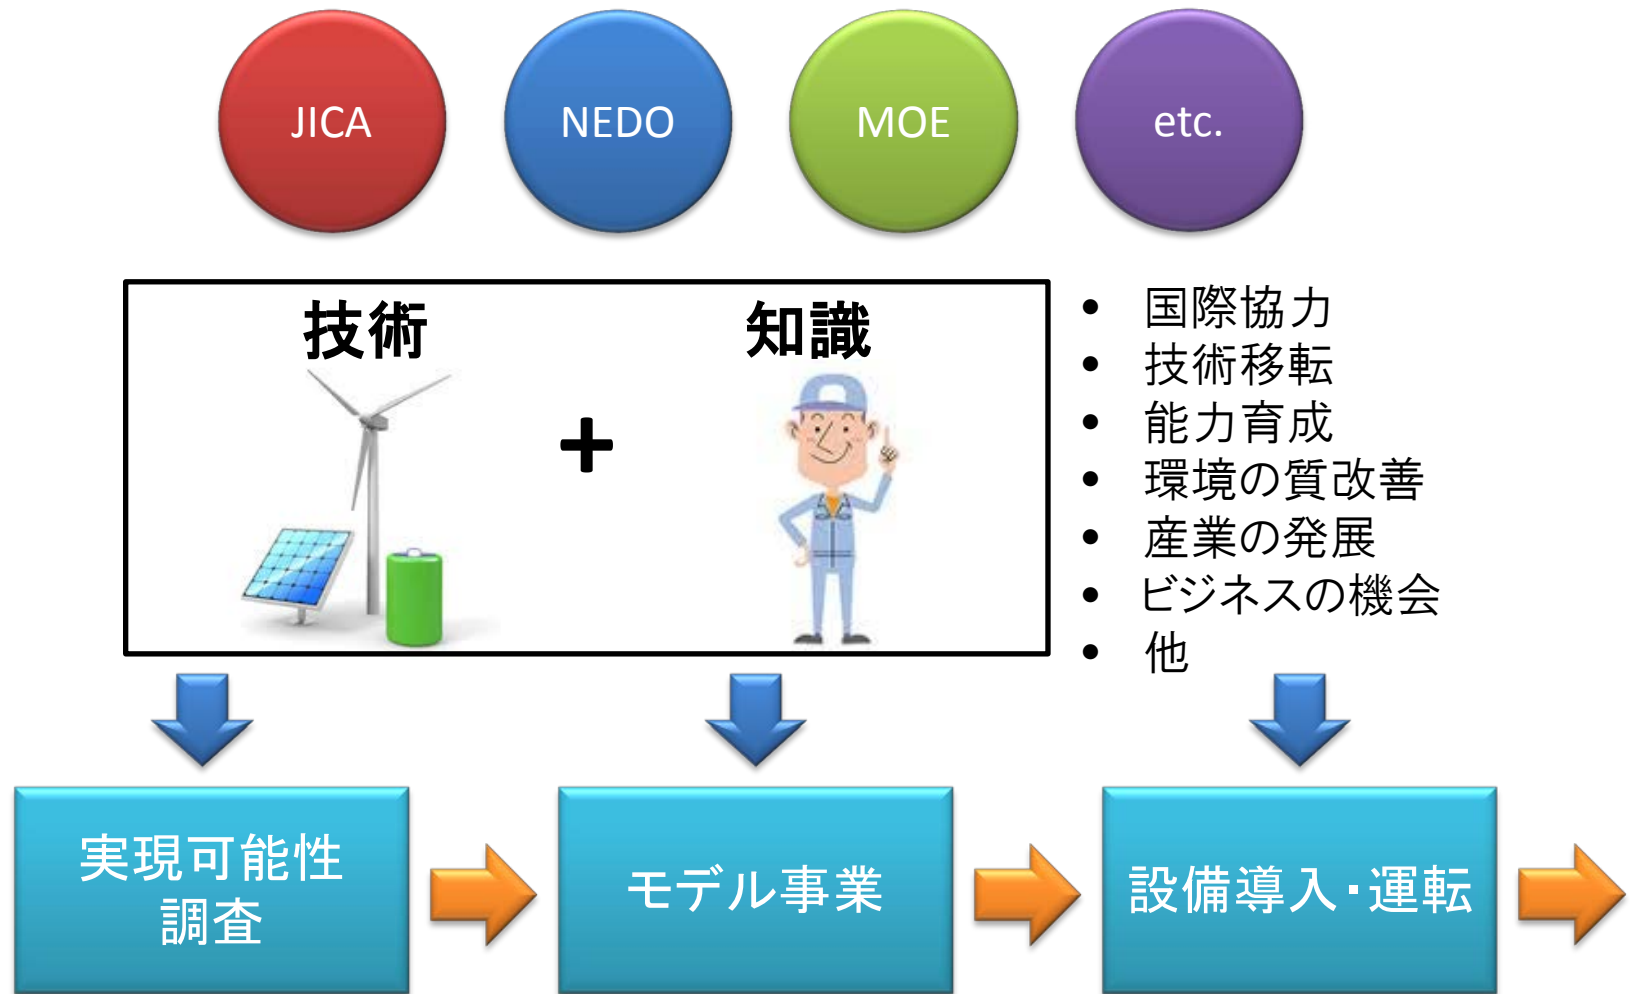 JICA
NEDO
MOE
etc.
技術
知識
+
• 国際協力
• 技術移転
• 能力育成
• 環境の質改善
• 産業の発展
• ビジネスの機会
• 他
実現可能性
調査
モデル事業
設備導入・運転